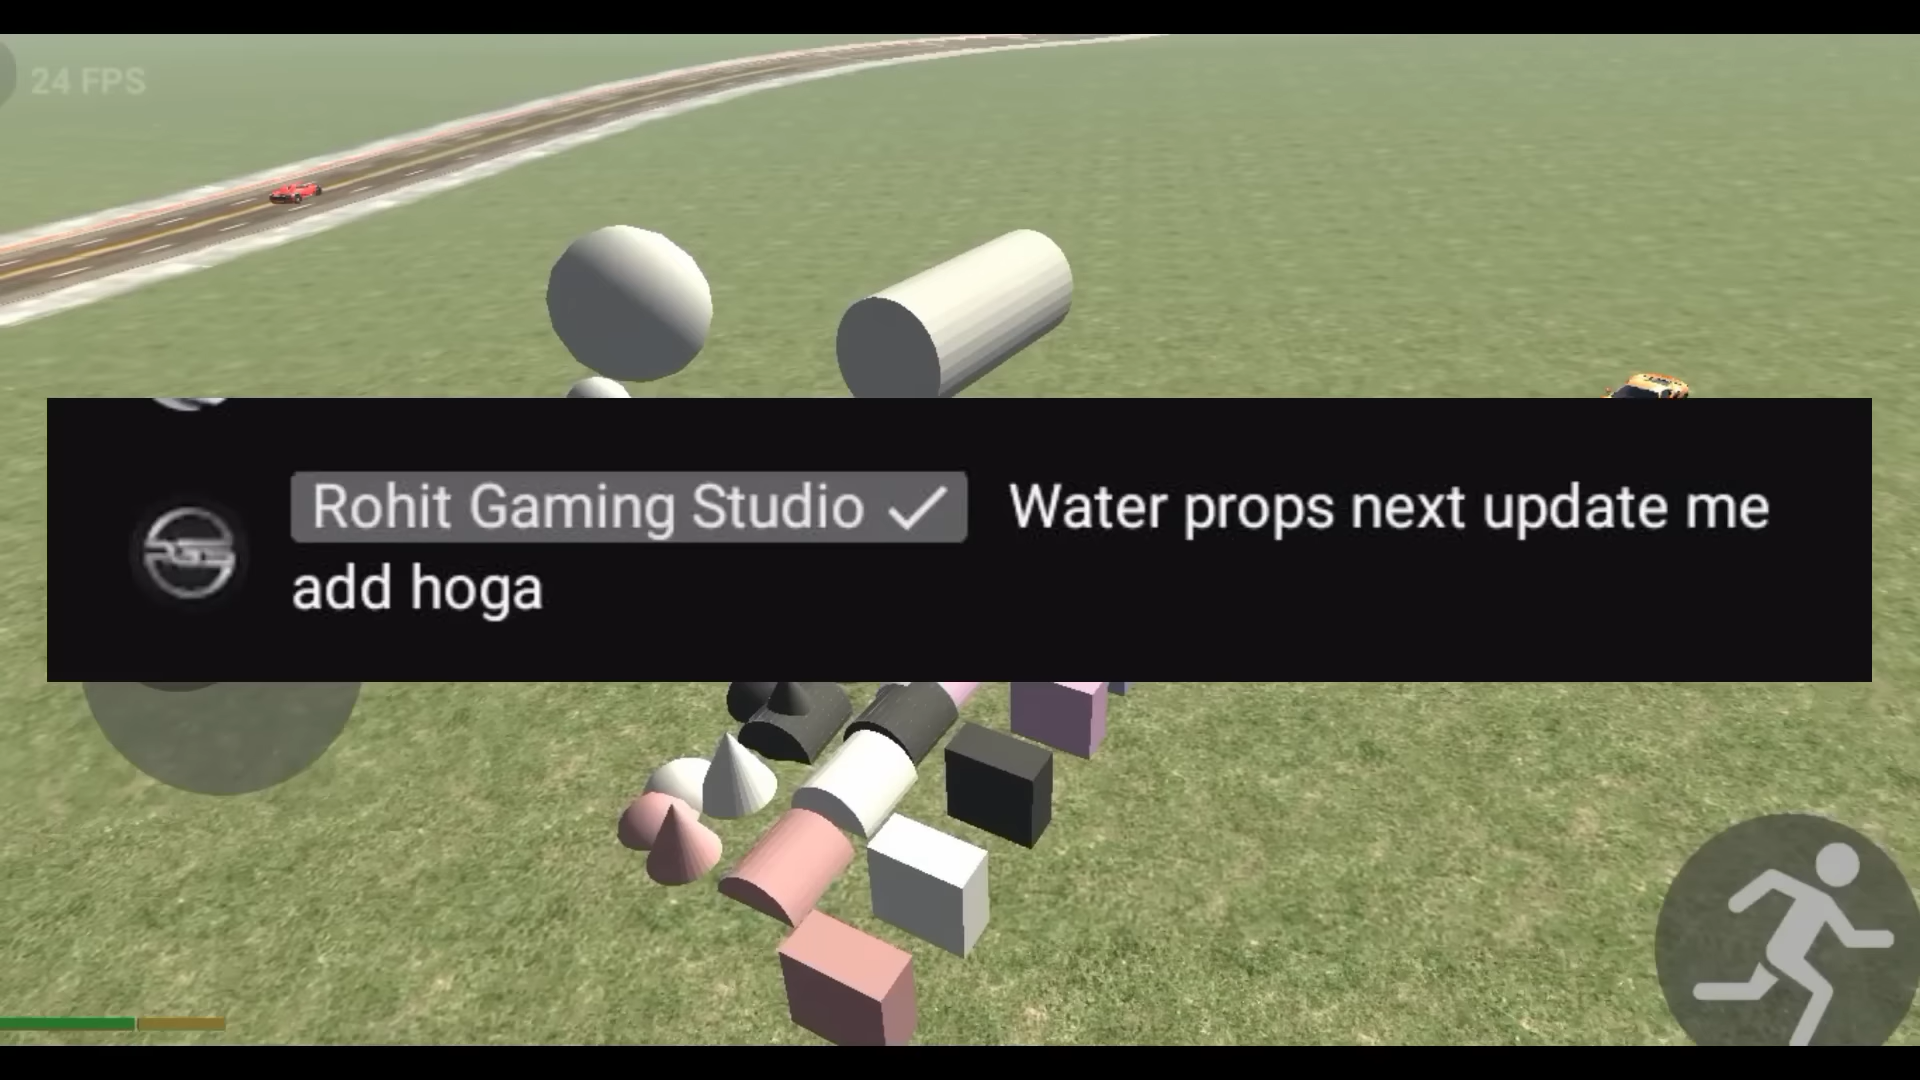 24 FPS
Rohit Gaming Studio Water props next update me
add hoga